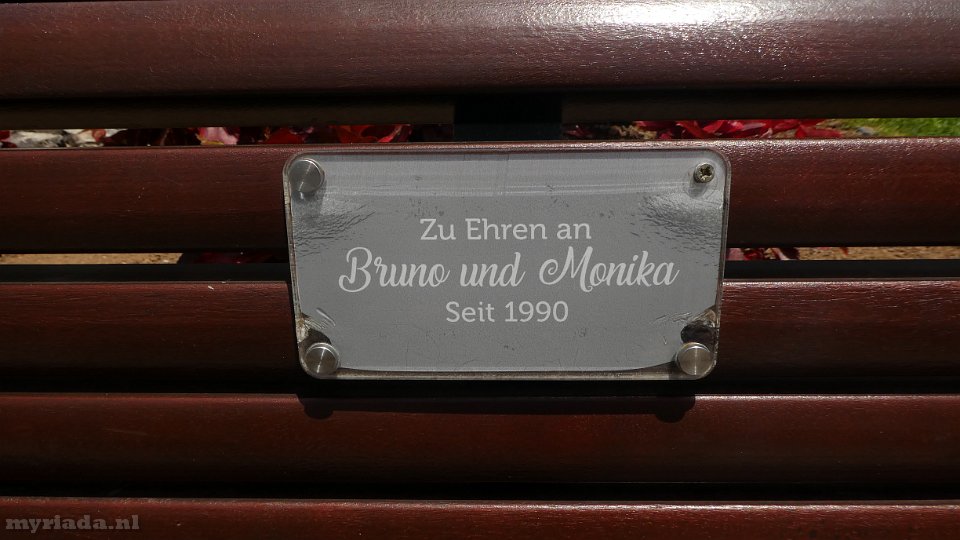 Zu Ehren an
Bruno und Monika
Seit 1990
myriada.nl